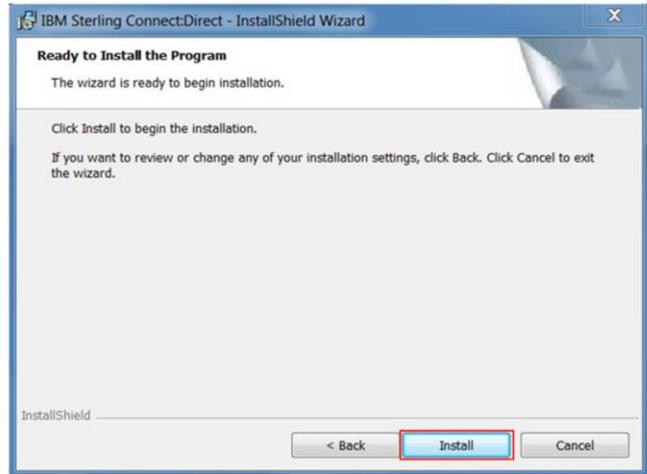 IBM Sterling Connect:Direct - InstallShield Wizard
X
Ready to Install the Program
The wizard is ready to begin installation.
Click Install to begin the installation.
If you want to review or change any of your installation settings, click Back. Click Cancel to exit
the wizard.
InstallShield
< Back Install Cancel